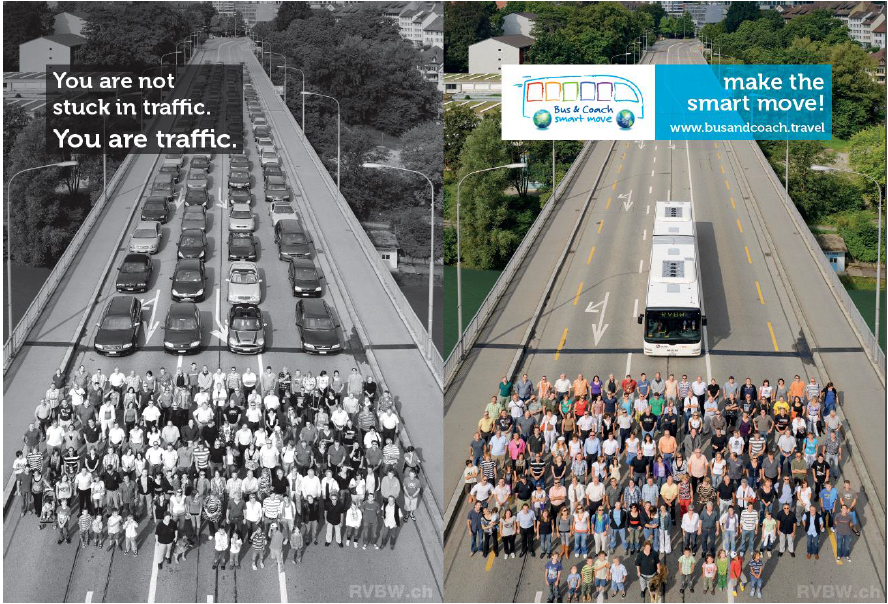 You are not
stuck in traffic.
You are traffic.
Bus & Coach
smart move
make the
smart move!
www.busandcoach.travel
RVBW
RVBW.ch
RVBW.ch